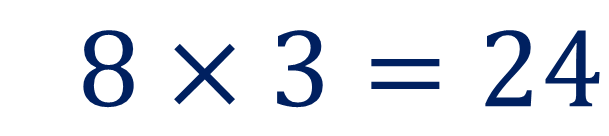 8 × 3 = 24